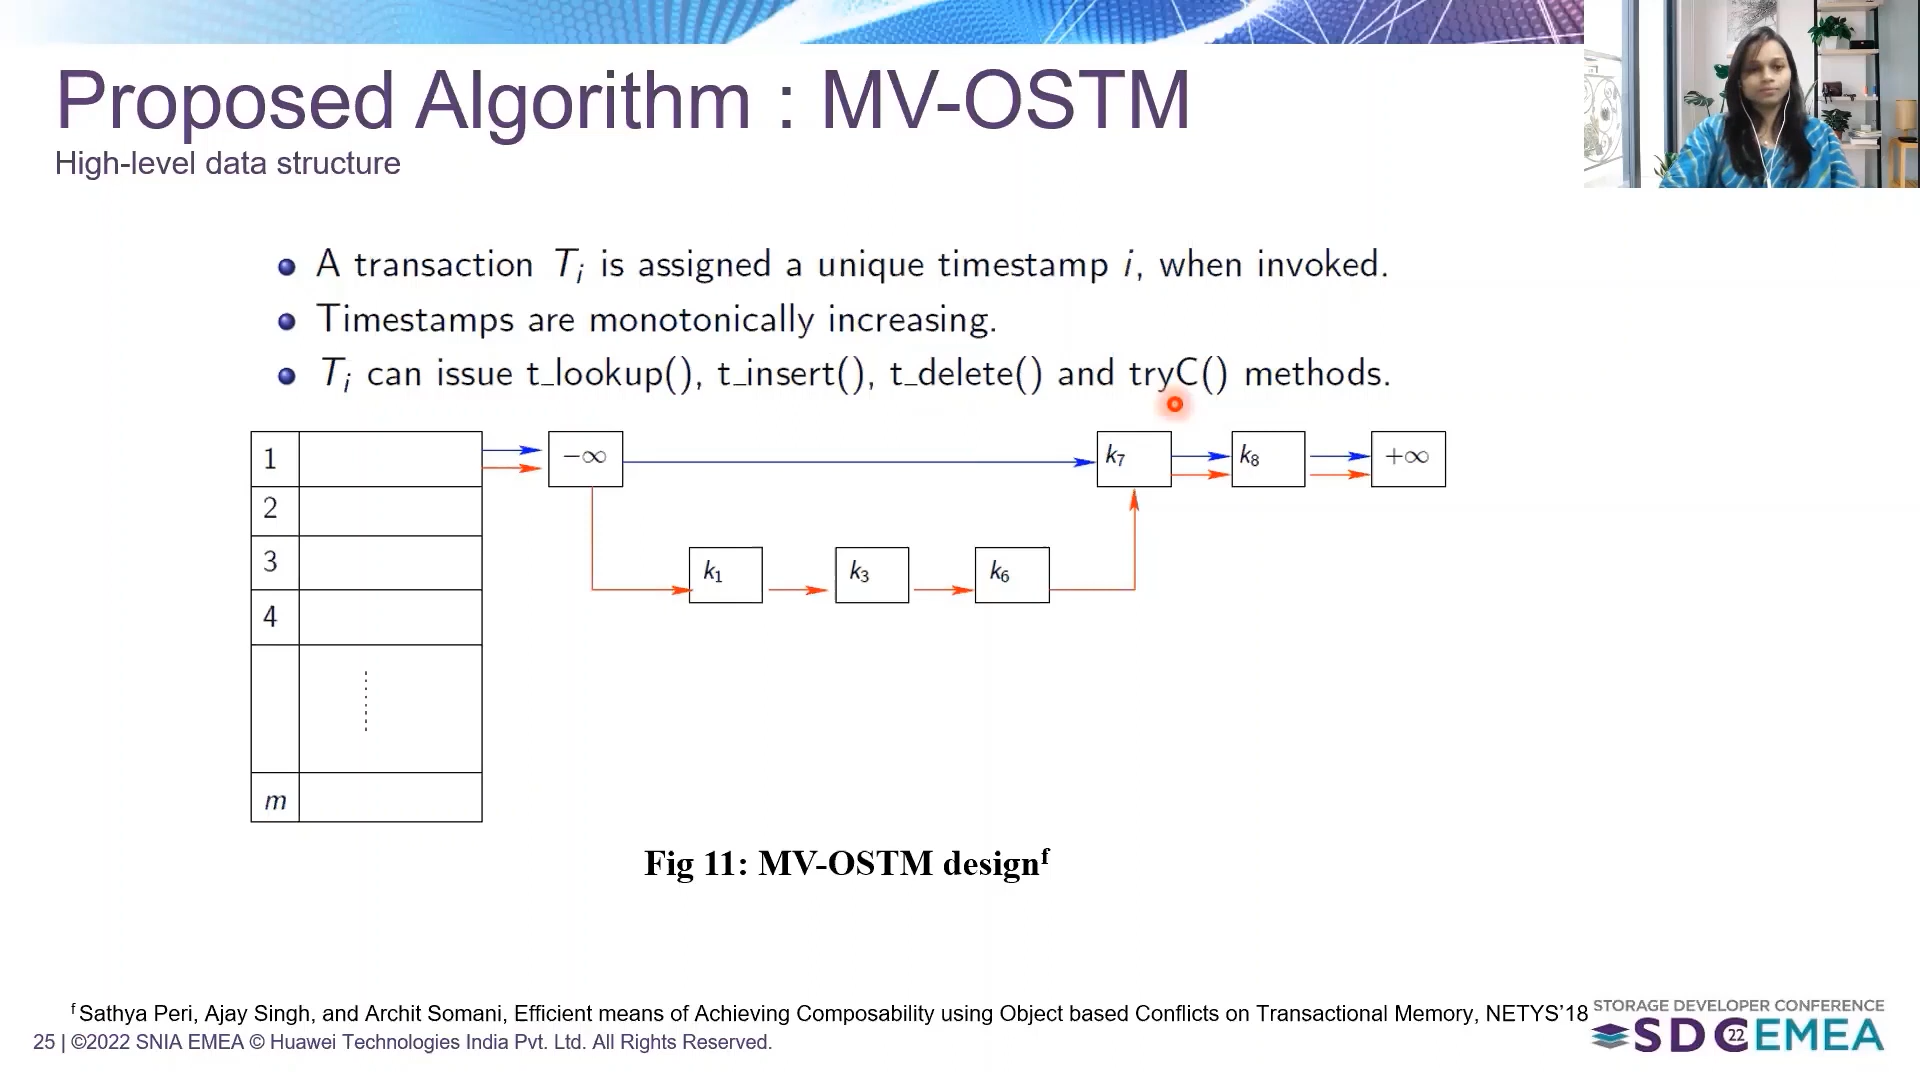 Proposed Algorithm : MV-OSTM
High-level data structure
A transaction Ti is assigned a unique timestamp i, when invoked.
Timestamps are monotonically increasing.
Ti can issue t_lookup(), t_insert(), t_delete() and tryC() methods.
1 −∞ k7 k8 +∞
2
3 k1 k3 k6
4
m
Fig 11: MV-OSTM designf
f Sathya Peri, Ajay Singh, and Archit Somani, Efficient means of Achieving Composability using Object based Conflicts on Transactional Memory, NETYS’18
STORAGE DEVELOPER CONFERENCE
25 | ©2022 SNIA EMEA © Huawei Technologies India Pvt. Ltd. All Rights Reserved.
SDC 22 EMEA